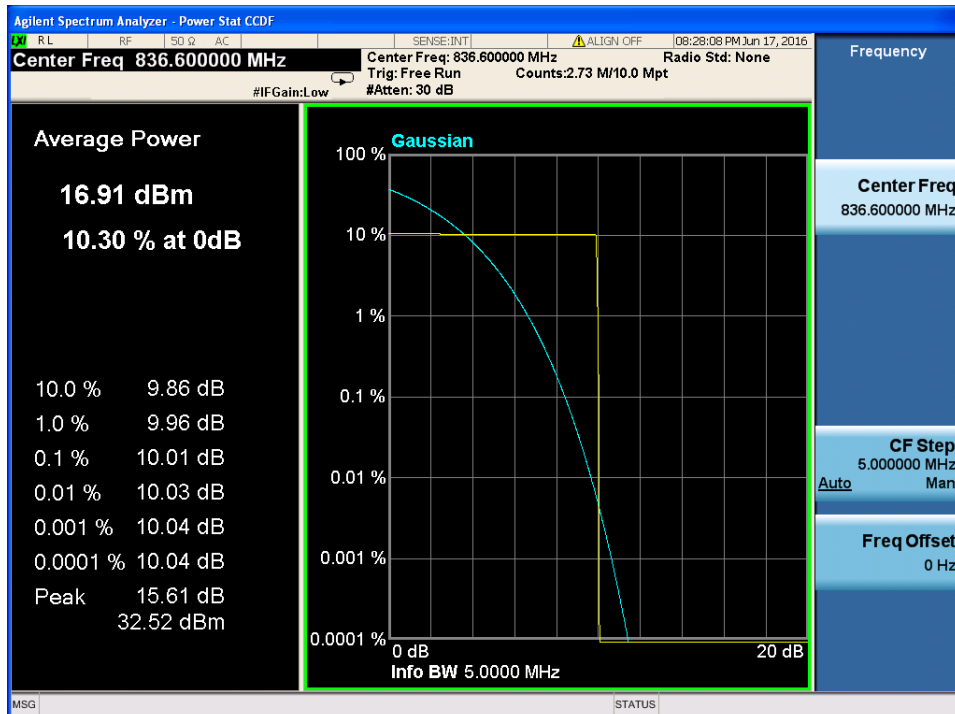 Agilent Spectrum Analyzer - Power Stat CCDF
LXI RL RF 50 Ω AC SENSE:INT ALIGN OFF 08:28:08 PM Jun 17, 2016
Center Freq 836.600000 MHz
Center Freq: 836.600000 MHz Radio Std: None
Trig: Free Run Counts:2.73 M/10.0 Mpt
#IFGain:Low #Atten: 30 dB
Frequency
Average Power
16.91 dBm
10.30 % at 0dB
10.0 % 9.86 dB
1.0 % 9.96 dB
0.1 % 10.01 dB
0.01 % 10.03 dB
0.001 % 10.04 dB
0.0001 % 10.04 dB
Peak 15.61 dB
32.52 dBm
Gaussian
100 %
10 %
1 %
0.1 %
0.01 %
0.001 %
0.0001 %
0 dB 20 dB
Info BW 5.0000 MHz
Center Freq
836.600000 MHz
CF Step
5.000000 MHz
Auto Man
Freq Offset
0 Hz
MSG STATUS